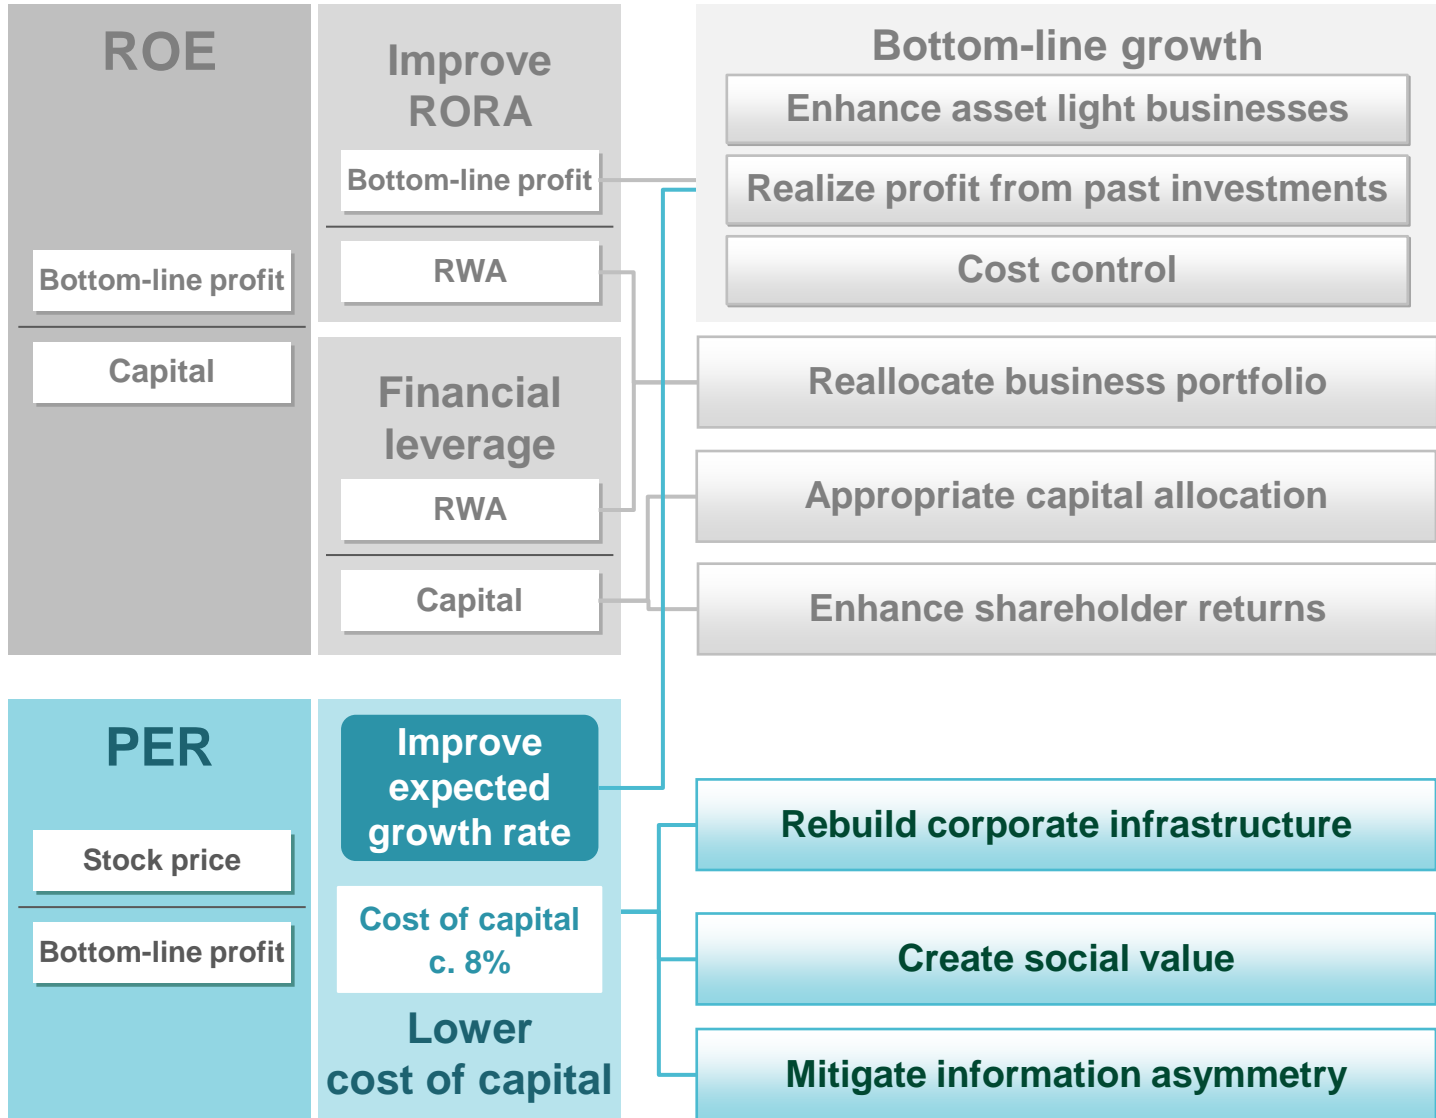 ROE
Bottom-line profit
Capital
Improve
RORA
Bottom-line profit
RWA
Financial
leverage
RWA
Capital
Bottom-line growth
Enhance asset light businesses
Realize profit from past investments
Cost control
Reallocate business portfolio
Appropriate capital allocation
Enhance shareholder returns
PER
Stock price
Bottom-line profit
Improve
expected
growth rate
Cost of capital
c. 8%
Lower
cost of capital
Rebuild corporate infrastructure
Create social value
Mitigate information asymmetry